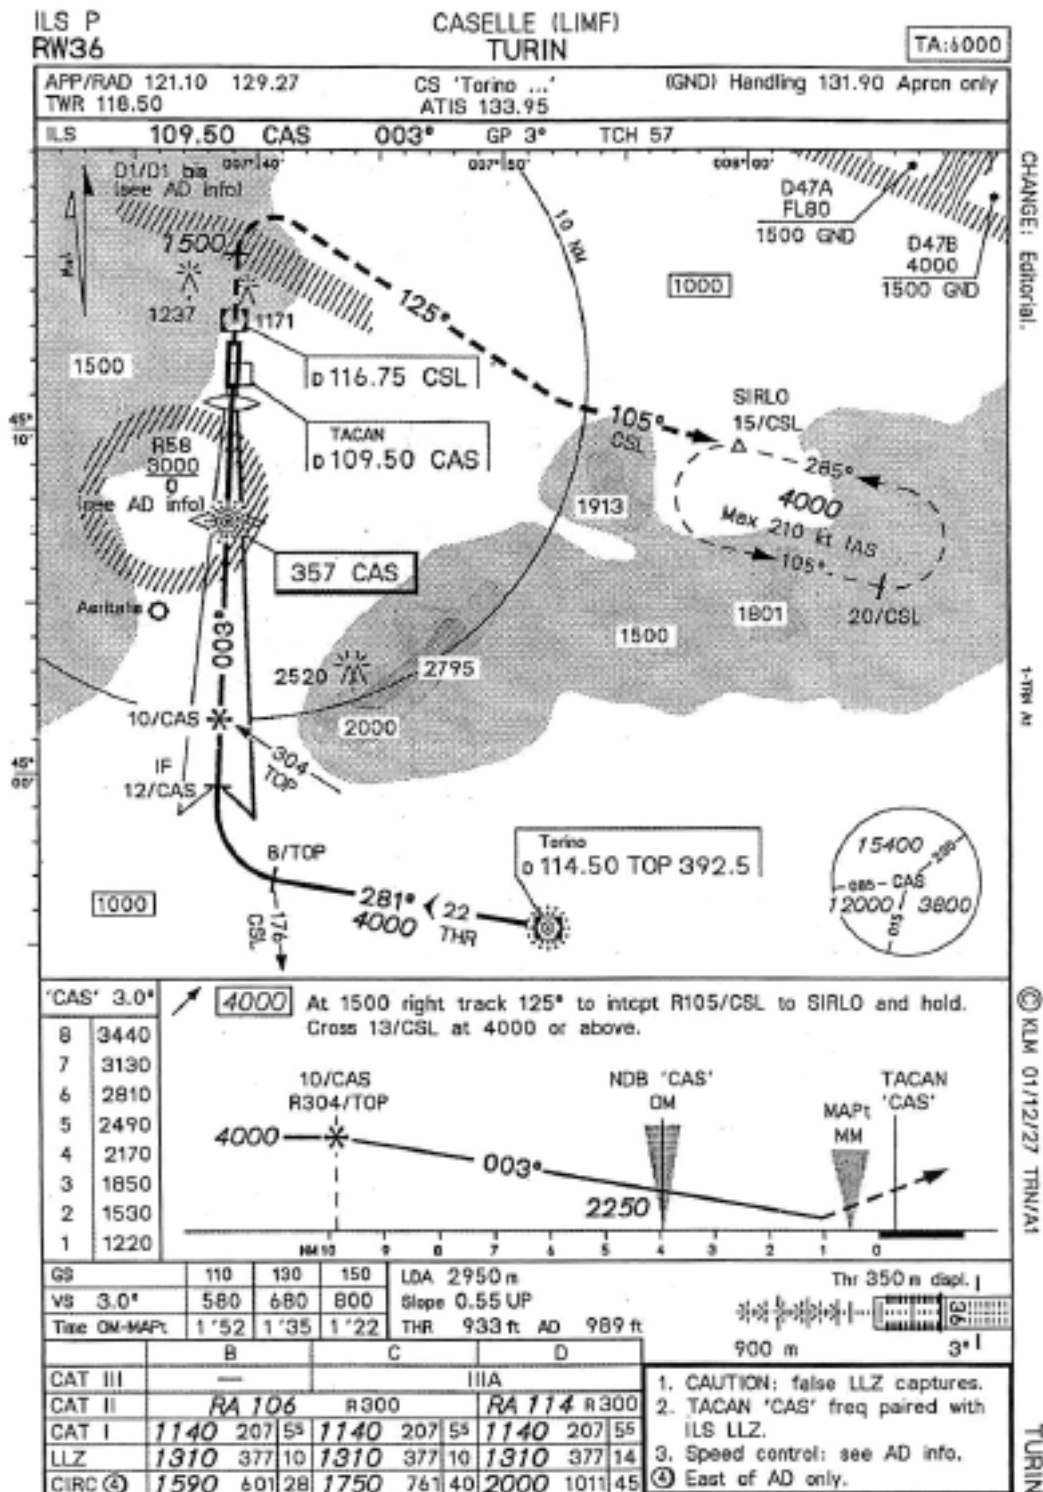 ILS P
RW36
CASELLE (LIMF)
TURIN
TA:6000
APP/RAD 121.10 129.27 CS 'Torino ...' (GND) Handling 131.90 Apron only
TWR 118.50 ATIS 133.95
ILS 109.50 CAS 003° GP 3° TCH 57
007° 40' 007° 50' 008° 00'
D1/D1 bis
(see AD info)
D47A
FL80
1500 GND
D47B
4000
1500 GND
10 NM
1500
1237
1171
125°
1000
1500
D 116.75 CSL
SIRLO
15/CSL
45°
10'
TACAN
D 109.50 CAS
105°
CSL
285°
R58
3000
0
(see AD info)
1913
4000
Max 210 kt IAS
105°
357 CAS
Aeritalia
1801
20/CSL
1500
003°
2520
2795
2000
10/CAS
304
TOP
IF
12/CAS
45°
00'
8/TOP
Torino
D 114.50 TOP 392.5
281°
4000
22
THR
176
CSL
1000
15400
085 - CAS
12000 3800
015
CHANGE: Editorial.
© KLM 01/12/27 TRN/A1
TURIN
'CAS' 3.0°
8 3440
7 3130
6 2810
5 2490
4 2170
3 1850
2 1530
1 1220
4000 At 1500 right track 125° to intcpt R105/CSL to SIRLO and hold.
Cross 13/CSL at 4000 or above.
10/CAS
R304/TOP
NDB 'CAS'
OM
MAPt
MM
TACAN
'CAS'
4000
003°
2250
NM 10 9 8 7 6 5 4 3 2 1 0
GS 110 130 150
VS 3.0° 580 680 800
Time OM-MAPt 1'52 1'35 1'22
LDA 2950 m
Slope 0.55 UP
THR 933 ft AD 989 ft
Thr 350 m displ.
36
900 m 3°
B C D
CAT III — IIIA
CAT II RA 106 R300 RA 114 R300
CAT I 1140 207 55 1140 207 55 1140 207 55
LLZ 1310 377 10 1310 377 10 1310 377 14
CIRC (4) 1590 601 28 1750 761 40 2000 1011 45
1. CAUTION: false LLZ captures.
2. TACAN 'CAS' freq paired with
ILS LLZ.
3. Speed control: see AD info.
(4) East of AD only.